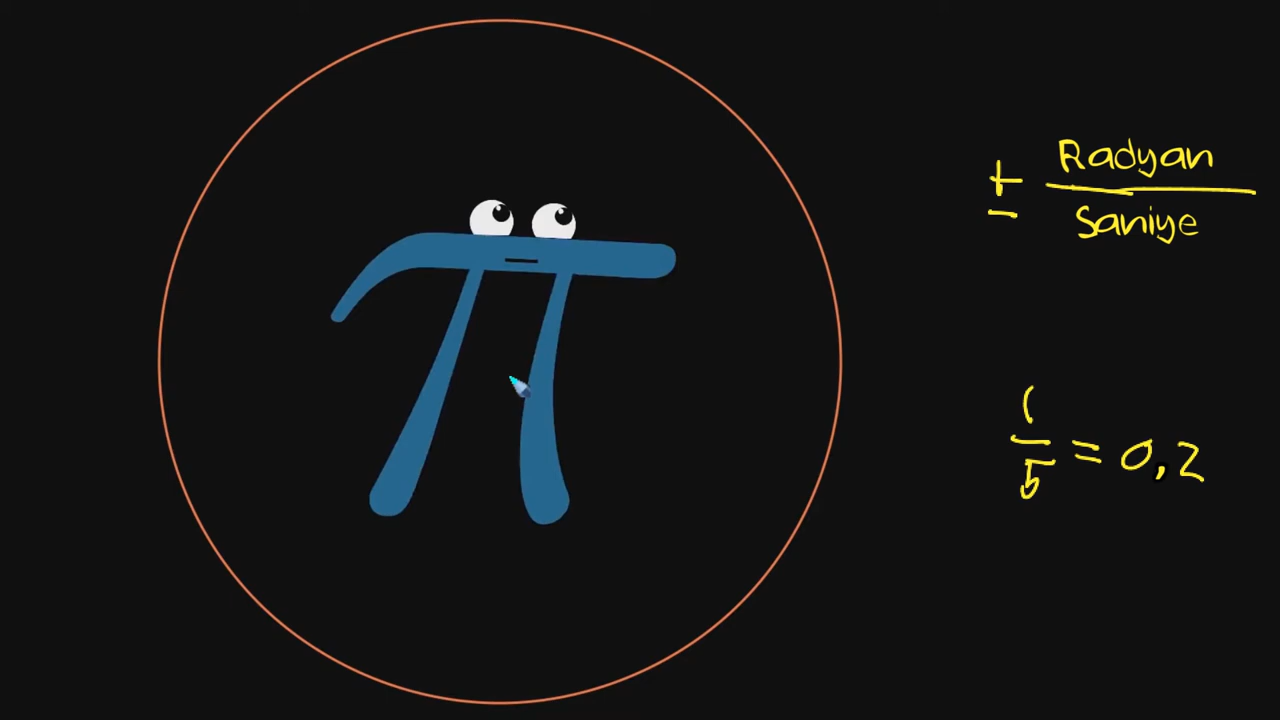 π
± Radyan / Saniye
1/5 = 0,2